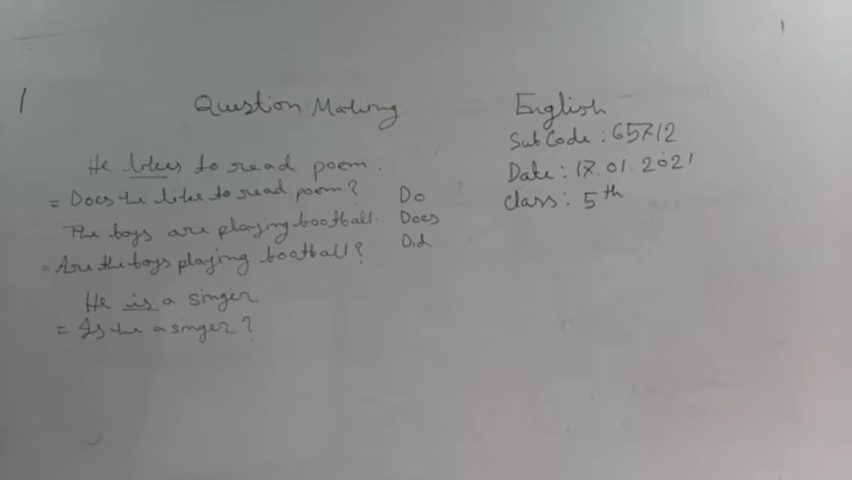 Question Making
He likes to read poem.
= Does he like to read poem?
The boys are playing football.
= Are the boys playing football?
He is a singer
= Is he a singer?
Do
Does
Did
English
Sub Code : 65712
Date : 17.01.2021
Class : 5th